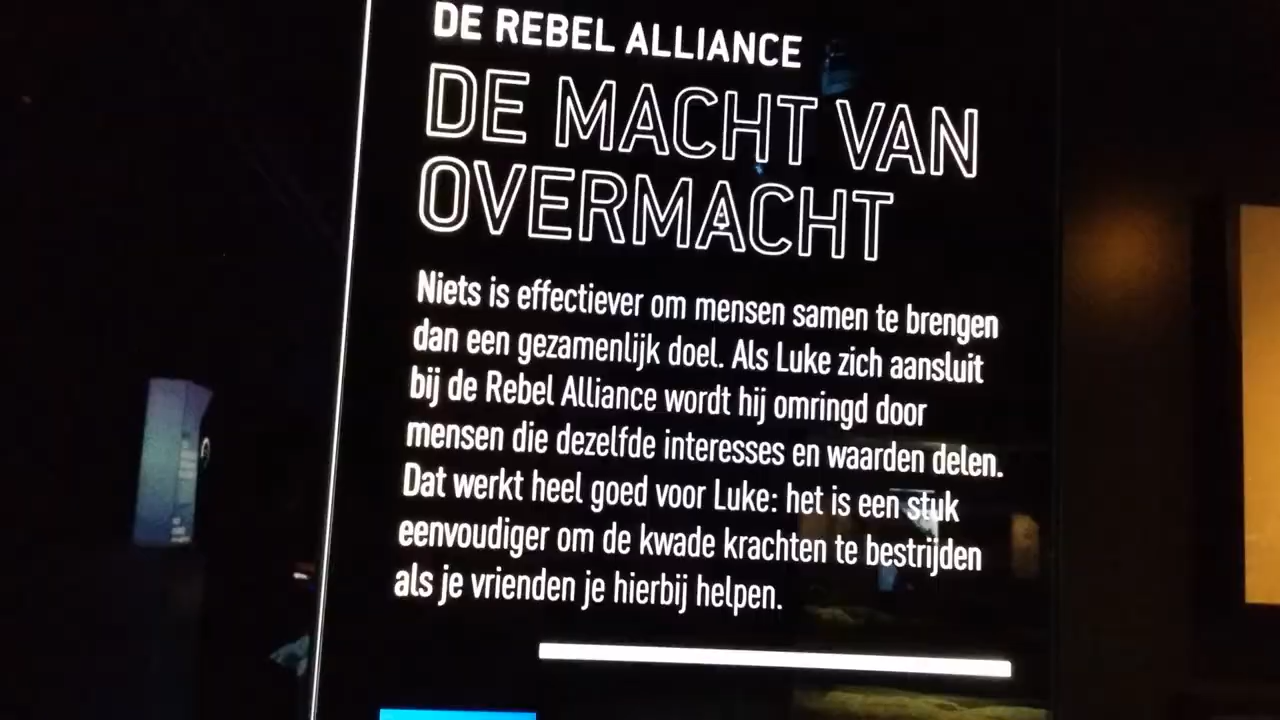 DE REBEL ALLIANCE
DE MACHT VAN
OVERMACHT
Niets is effectiever om mensen samen te brengen
dan een gezamenlijk doel. Als Luke zich aansluit
bij de Rebel Alliance wordt hij omringd door
mensen die dezelfde interesses en waarden delen.
Dat werkt heel goed voor Luke: het is een stuk
eenvoudiger om de kwade krachten te bestrijden
als je vrienden je hierbij helpen.